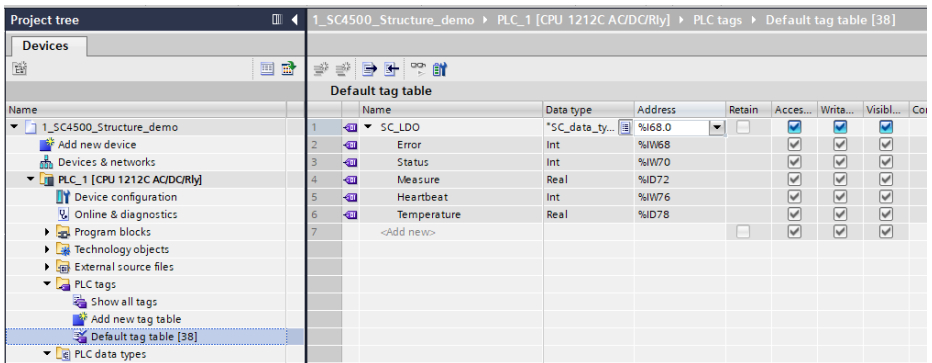 Project tree
Devices
Name
1_SC4500_Structure_demo
Add new device
Devices & networks
PLC_1 [CPU 1212C AC/DC/Rly]
Device configuration
Online & diagnostics
Program blocks
Technology objects
External source files
PLC tags
Show all tags
Add new tag table
Default tag table [38]
PLC data types
1_SC4500_Structure_demo PLC_1 [CPU 1212C AC/DC/Rly] PLC tags Default tag table [38]
Default tag table
Name Data type Address Retain Acces... Writa... Visibl... Co
1 SC_LDO "SC_data_ty... %I68.0
2 Error Int %IW68
3 Status Int %IW70
4 Measure Real %ID72
5 Heartbeat Int %IW76
6 Temperature Real %ID78
7 <Add new>